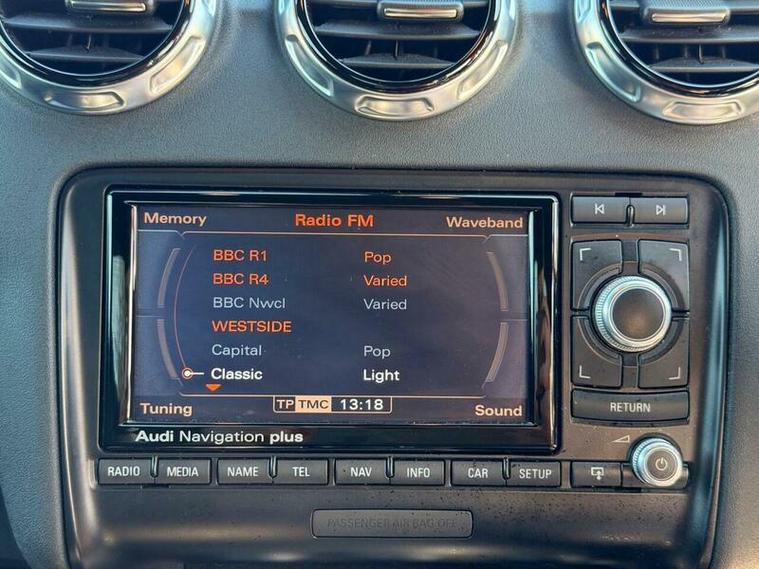 Memory Radio FM Waveband
BBC R1 Pop
BBC R4 Varied
BBC Nwcl Varied
WESTSIDE
Capital Pop
Classic Light
Tuning TP TMC 13:18 Sound
Audi Navigation plus
RETURN
RADIO MEDIA NAME TEL NAV INFO CAR SETUP
PASSENGER AIR BAG OFF